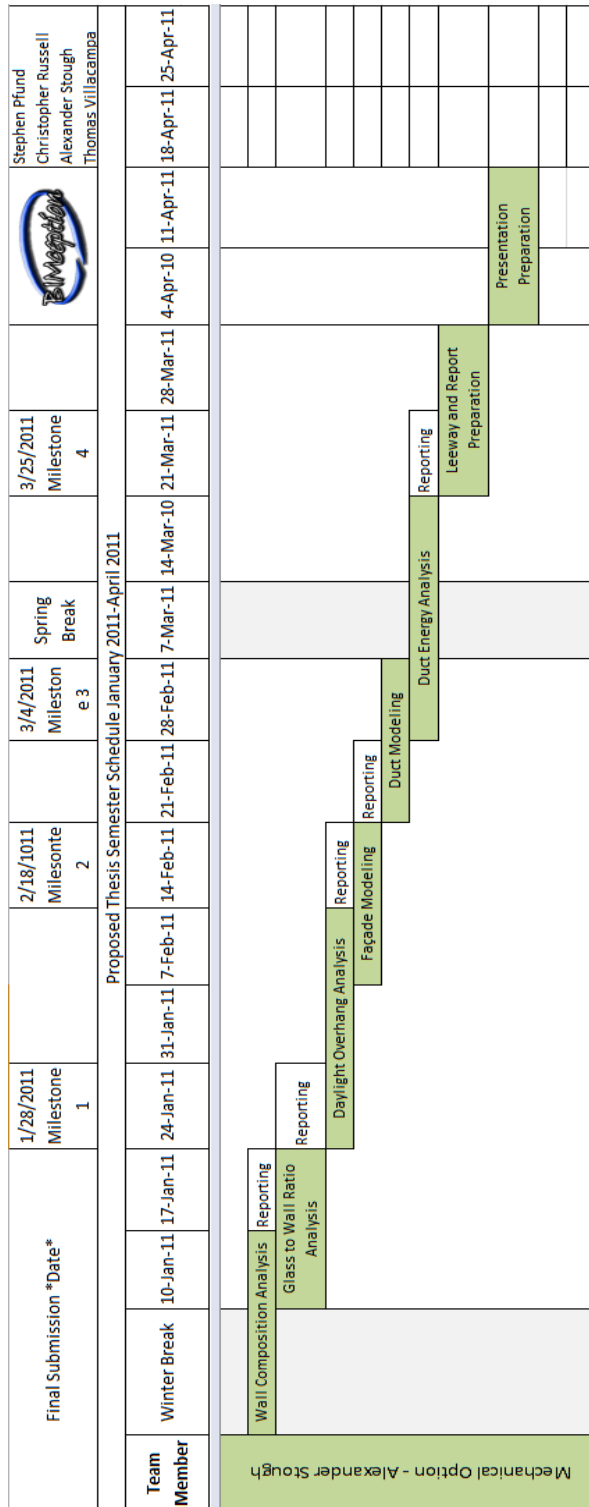 Final Submission *Date*
1/28/2011
Milestone
1
2/18/1011
Milesonte
2
3/4/2011
Mileston
e 3
Spring
Break
3/25/2011
Milestone
4
BIMception
Stephen Pfund
Christopher Russell
Alexander Stough
Thomas Villacampa
Proposed Thesis Semester Schedule January 2011-April 2011
Team
Member
Winter Break
10-Jan-11
17-Jan-11
24-Jan-11
31-Jan-11
7-Feb-11
14-Feb-11
21-Feb-11
28-Feb-11
7-Mar-11
14-Mar-10
21-Mar-11
28-Mar-11
4-Apr-10
11-Apr-11
18-Apr-11
25-Apr-11
Mechanical Option - Alexander Stough
Wall Composition Analysis
Reporting
Glass to Wall Ratio
Analysis
Reporting
Daylight Overhang Analysis
Reporting
Façade Modeling
Reporting
Duct Modeling
Duct Energy Analysis
Reporting
Leeway and Report
Preparation
Presentation
Preparation